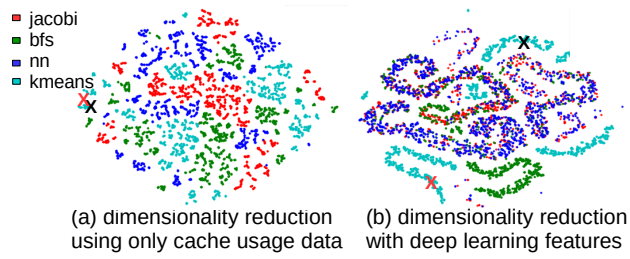 jacobi
bfs
nn
kmeans
X
X
X
X
(a) dimensionality reduction
using only cache usage data
(b) dimensionality reduction
with deep learning features